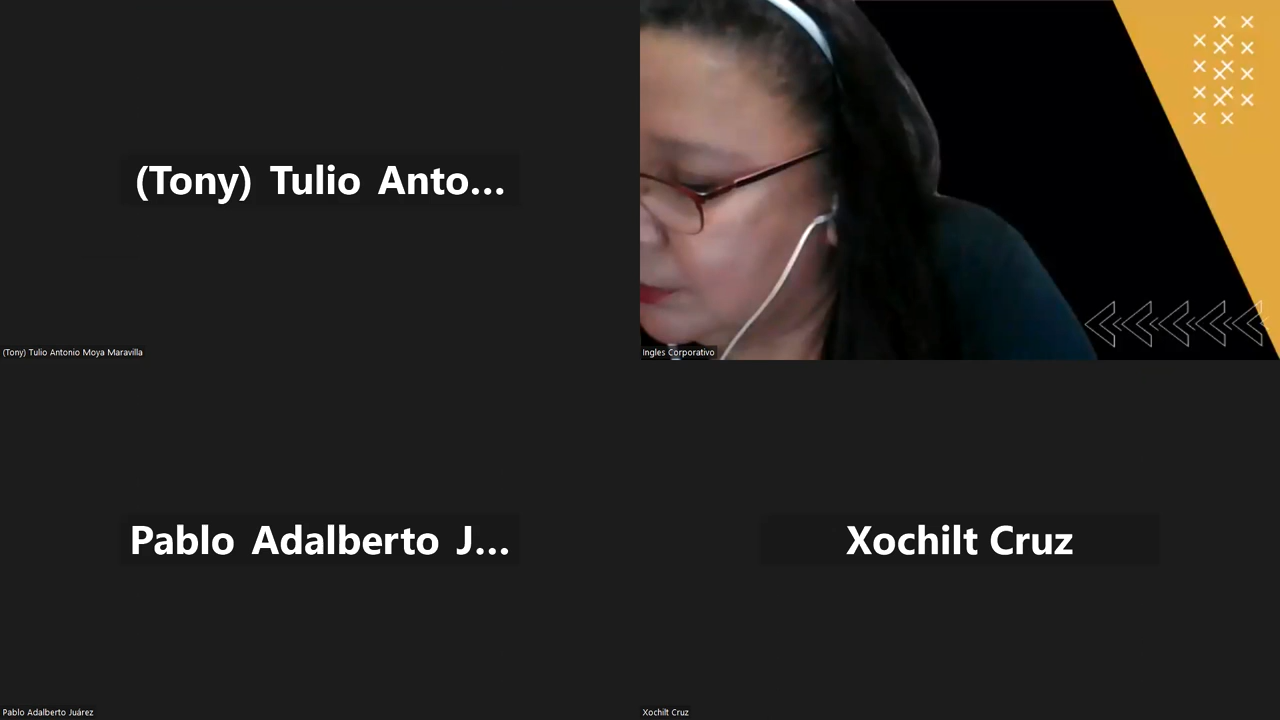 (Tony) Tulio Anto...
(Tony) Tulio Antonio Moya Maravilla
Ingles Corporativo
Pablo Adalberto J...
Xochilt Cruz
Pablo Adalberto Juárez
Xochilt Cruz